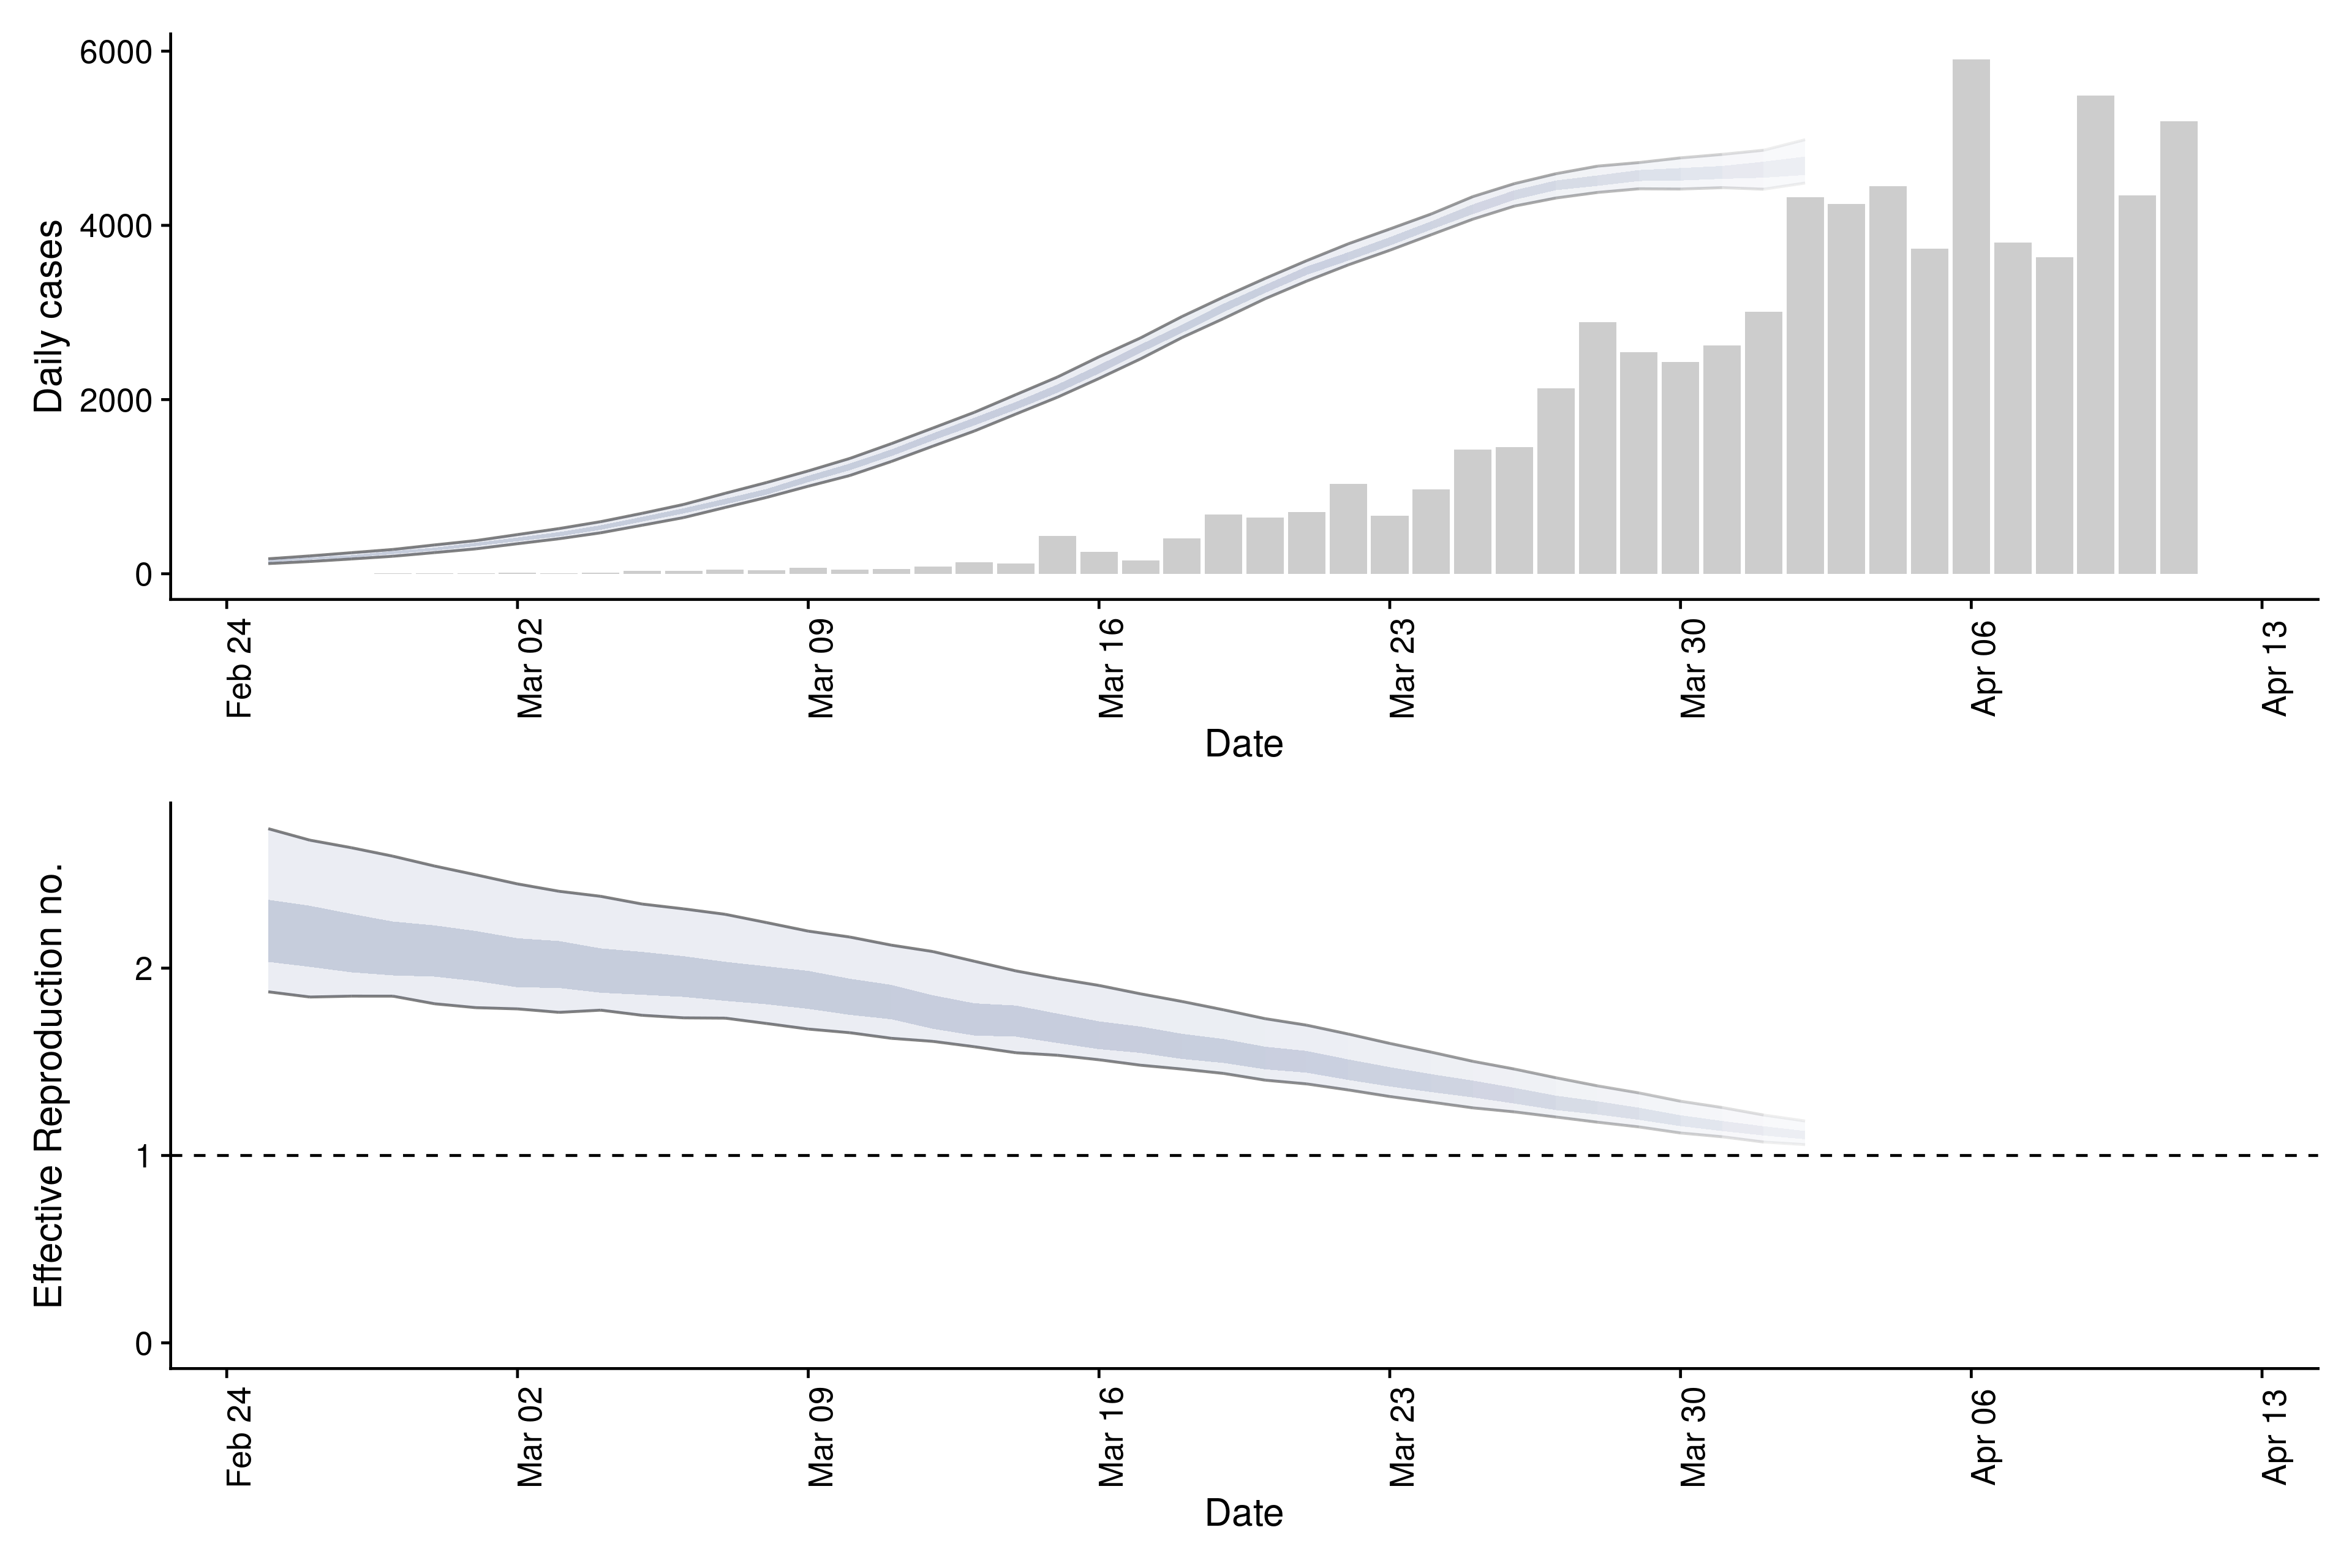 6000
4000
2000
0
Daily cases
Feb 24
Mar 02
Mar 09
Mar 16
Mar 23
Mar 30
Apr 06
Apr 13
Date
2
1
0
Effective Reproduction no.
Feb 24
Mar 02
Mar 09
Mar 16
Mar 23
Mar 30
Apr 06
Apr 13
Date